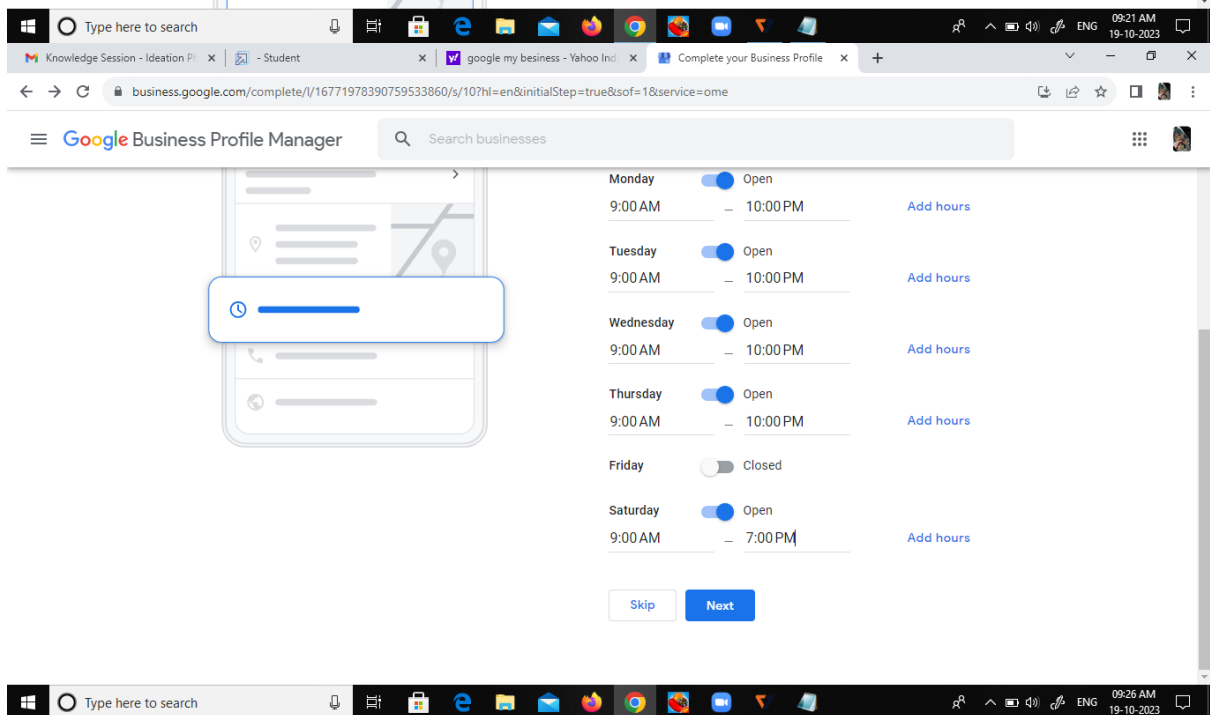 Type here to search
ENG
09:21 AM
19-10-2023
Knowledge Session - Ideation Pl
- Student
google my besiness - Yahoo Ind
Complete your Business Profile
business.google.com/complete/l/16771978390759533860/s/10?hl=en&initialStep=true&sof=1&service=ome
Google Business Profile Manager
Search businesses
Monday Open
9:00 AM – 10:00 PM Add hours
Tuesday Open
9:00 AM – 10:00 PM Add hours
Wednesday Open
9:00 AM – 10:00 PM Add hours
Thursday Open
9:00 AM – 10:00 PM Add hours
Friday Closed
Saturday Open
9:00 AM – 7:00 PM Add hours
Skip Next
Type here to search
ENG
09:26 AM
19-10-2023